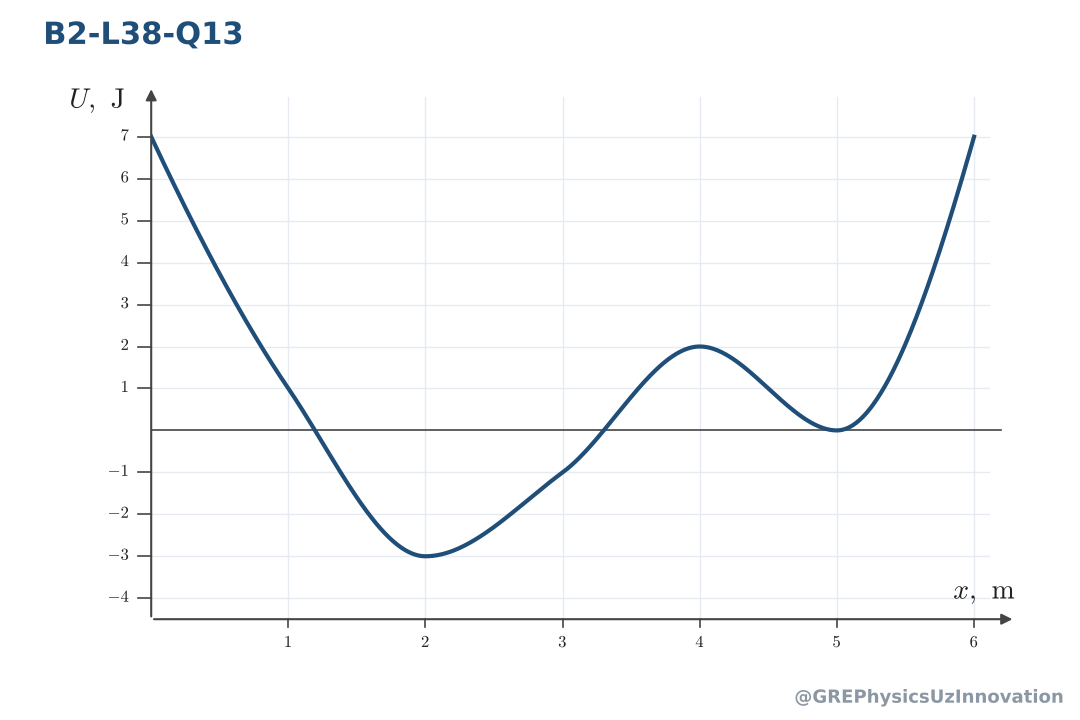 B2-L38-Q13
U, J
7
6
5
4
3
2
1
−1
−2
−3
−4
x, m
1 2 3 4 5 6
@GREPhysicsUzInnovation